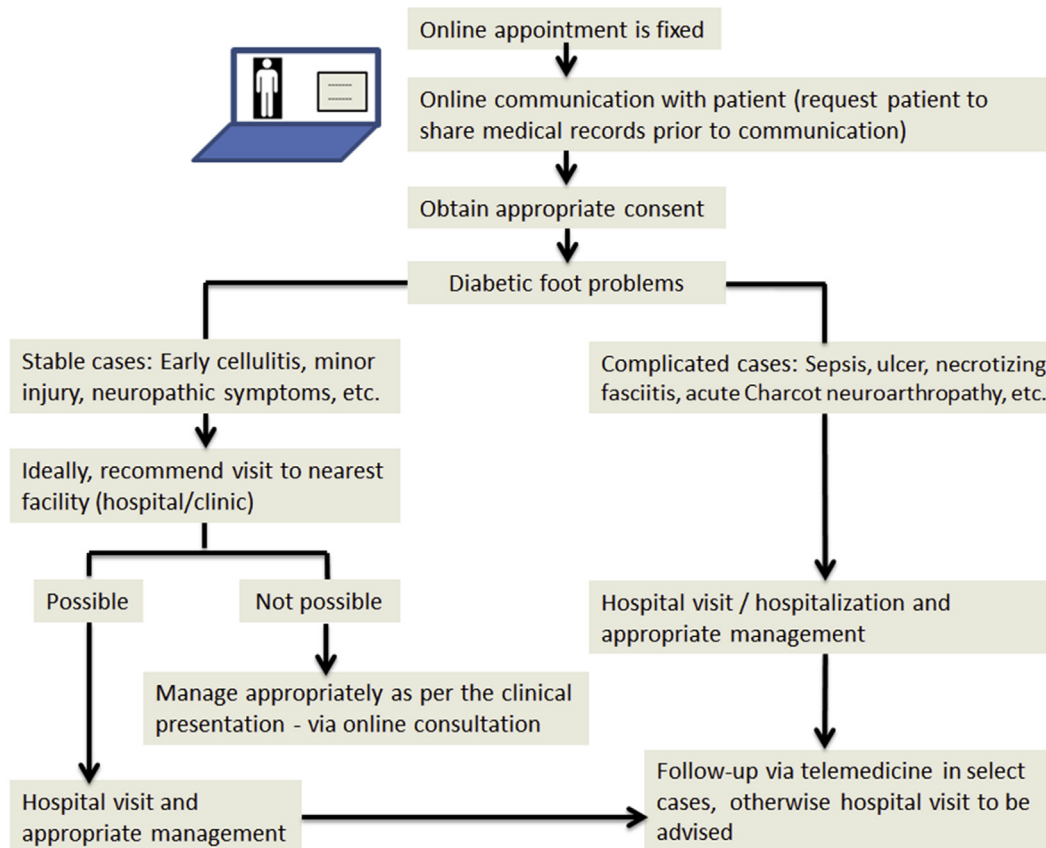 Online appointment is fixed
Online communication with patient (request patient to
share medical records prior to communication)
Obtain appropriate consent
Diabetic foot problems
Stable cases: Early cellulitis, minor
injury, neuropathic symptoms, etc.
Complicated cases: Sepsis, ulcer, necrotizing
fasciitis, acute Charcot neuroarthropathy, etc.
Ideally, recommend visit to nearest
facility (hospital/clinic)
Possible
Not possible
Hospital visit / hospitalization and
appropriate management
Manage appropriately as per the clinical
presentation - via online consultation
Hospital visit and
appropriate management
Follow-up via telemedicine in select
cases, otherwise hospital visit to be
advised